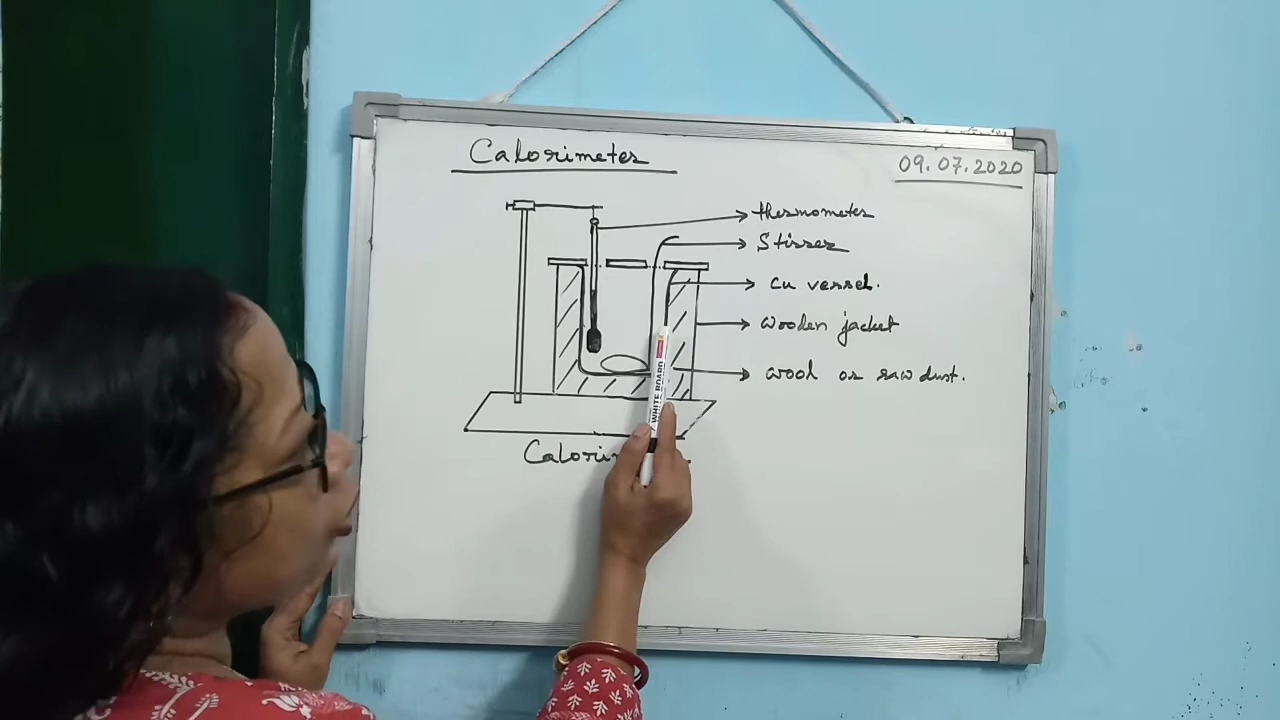 Calorimeter
09.07.2020
thermometer
Stirrer
cu vessel.
wooden jacket
wool or saw dust.
WHITE BOARD